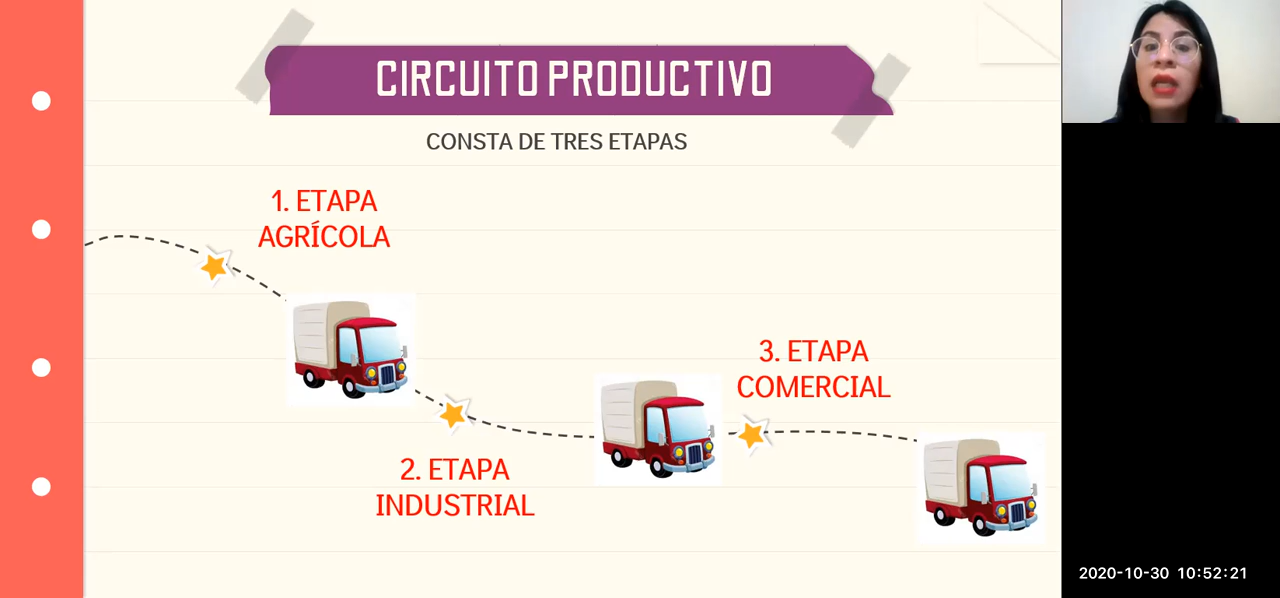 CIRCUITO PRODUCTIVO
CONSTA DE TRES ETAPAS
1. ETAPA
AGRÍCOLA
2. ETAPA
INDUSTRIAL
3. ETAPA
COMERCIAL
2020-10-30 10:52:21